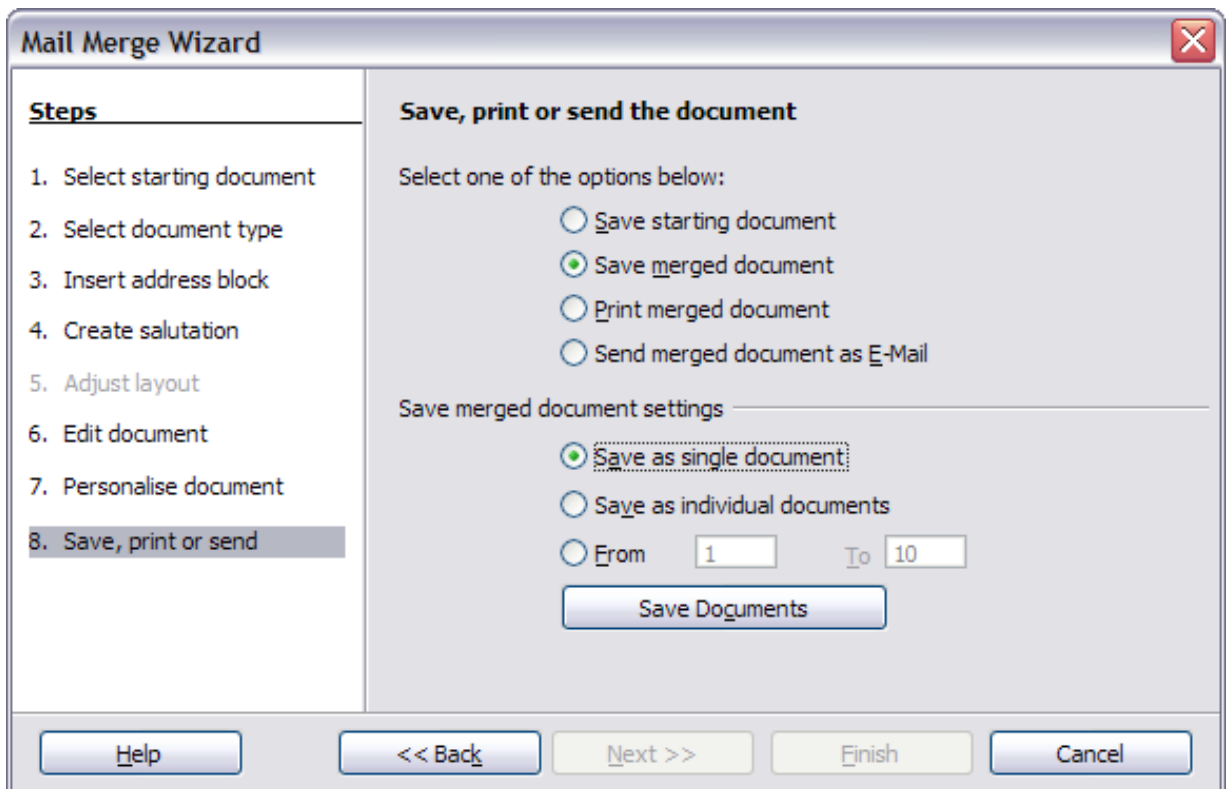 Mail Merge Wizard
Steps
1. Select starting document
2. Select document type
3. Insert address block
4. Create salutation
5. Adjust layout
6. Edit document
7. Personalise document
8. Save, print or send
Save, print or send the document
Select one of the options below:
Save starting document
Save merged document
Print merged document
Send merged document as E-Mail
Save merged document settings
Save as single document
Save as individual documents
From 1 To 10
Save Documents
Help << Back Next >> Finish Cancel